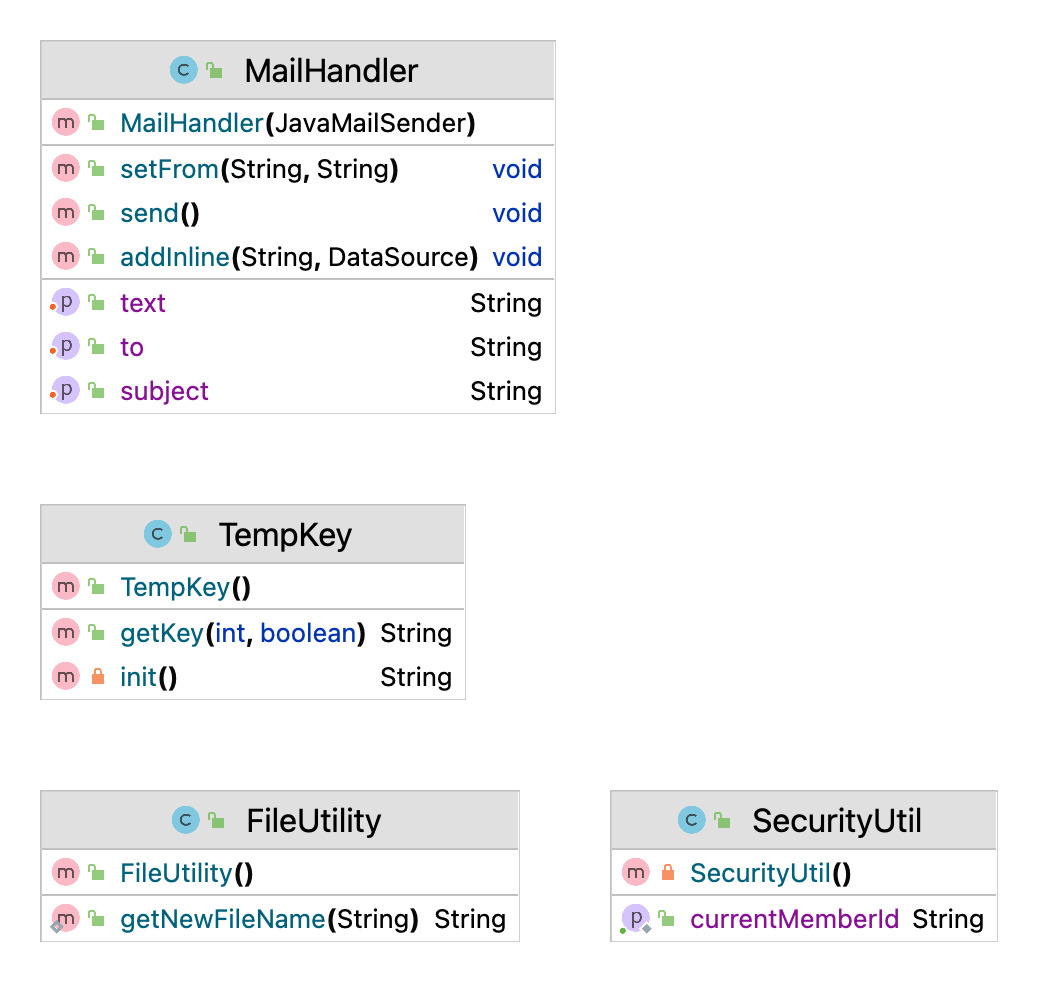 MailHandler
MailHandler(JavaMailSender)
setFrom(String, String) void
send() void
addInline(String, DataSource) void
text String
to String
subject String
TempKey
TempKey()
getKey(int, boolean) String
init() String
FileUtility
FileUtility()
getNewFileName(String) String
SecurityUtil
SecurityUtil()
currentMemberId String